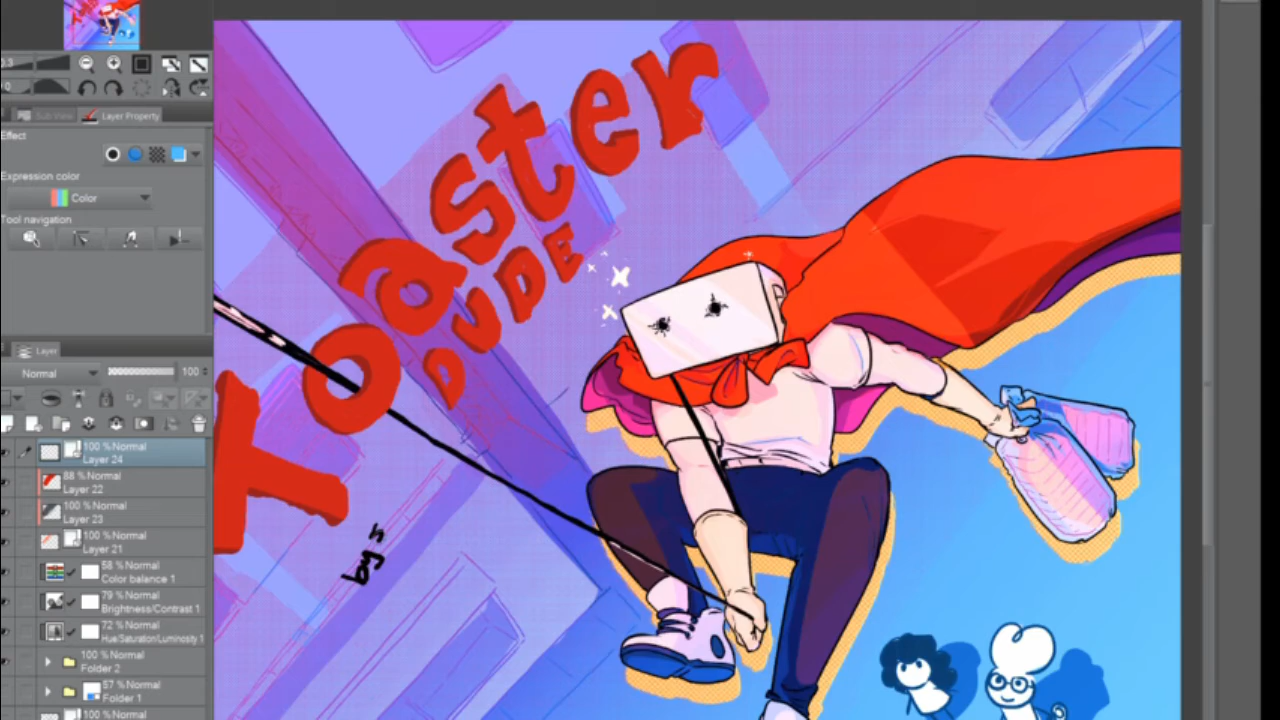 Toaster
DUDE
by
Sub View
Layer Property
Effect
Expression color
Color
Tool navigation
Layer
Normal
100
100 %Normal
Layer 24
88 %Normal
Layer 22
100 %Normal
Layer 23
100 %Normal
Layer 21
58 %Normal
Color balance 1
79 %Normal
Brightness/Contrast 1
72 %Normal
Hue/Saturation/Luminosity 1
100 %Normal
Folder 2
57 %Normal
Folder 1
100 %Normal